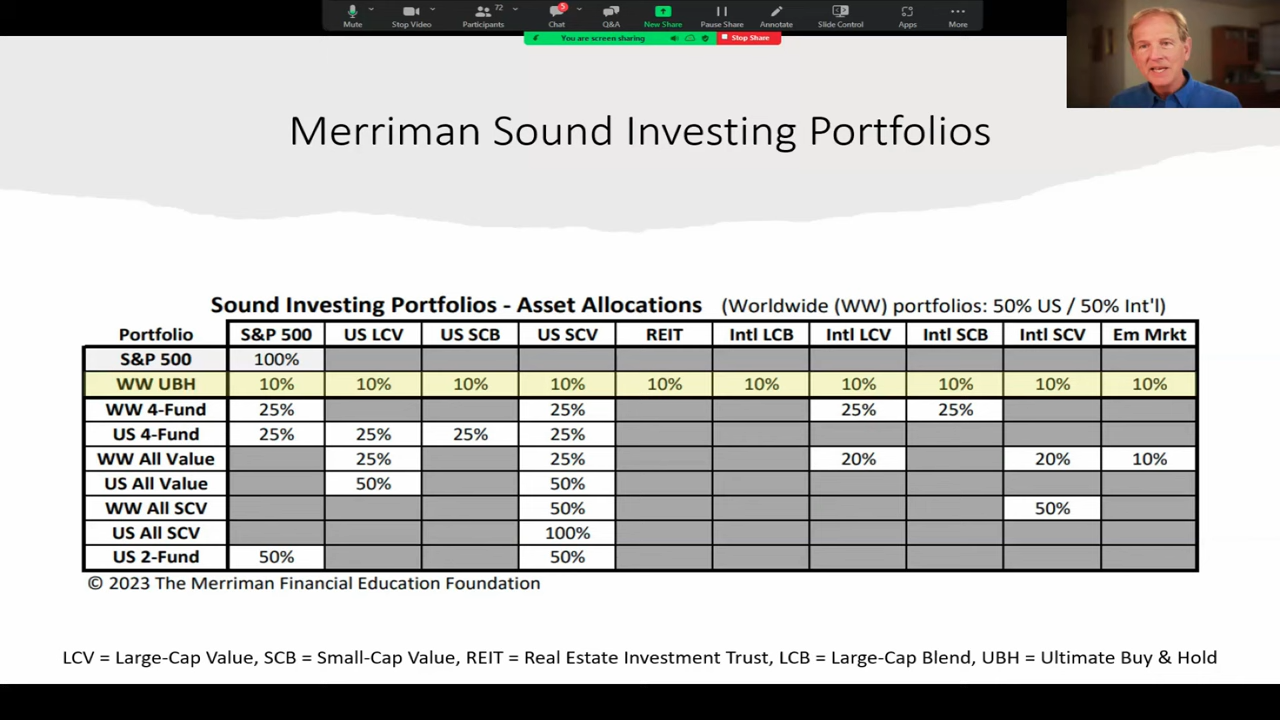 5 72
Mute Stop Video Participants Chat Q&A New Share Pause Share Annotate Slide Control Apps More
You are screen sharing Stop Share
Merriman Sound Investing Portfolios
Sound Investing Portfolios - Asset Allocations (Worldwide (WW) portfolios: 50% US / 50% Int'l)
Portfolio S&P 500 US LCV US SCB US SCV REIT Intl LCB Intl LCV Intl SCB Intl SCV Em Mrkt
S&P 500 100%
WW UBH 10% 10% 10% 10% 10% 10% 10% 10% 10% 10%
WW 4-Fund 25% 25% 25% 25%
US 4-Fund 25% 25% 25% 25%
WW All Value 25% 25% 20% 20% 10%
US All Value 50% 50%
WW All SCV 50% 50%
US All SCV 100%
US 2-Fund 50% 50%
© 2023 The Merriman Financial Education Foundation
LCV = Large-Cap Value, SCB = Small-Cap Value, REIT = Real Estate Investment Trust, LCB = Large-Cap Blend, UBH = Ultimate Buy & Hold